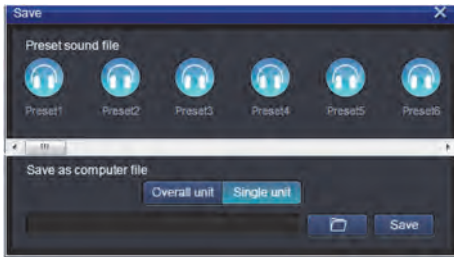 Save
Preset sound file
Preset1 Preset2 Preset3 Preset4 Preset5 Preset6
Save as computer file
Overall unit Single unit
Save